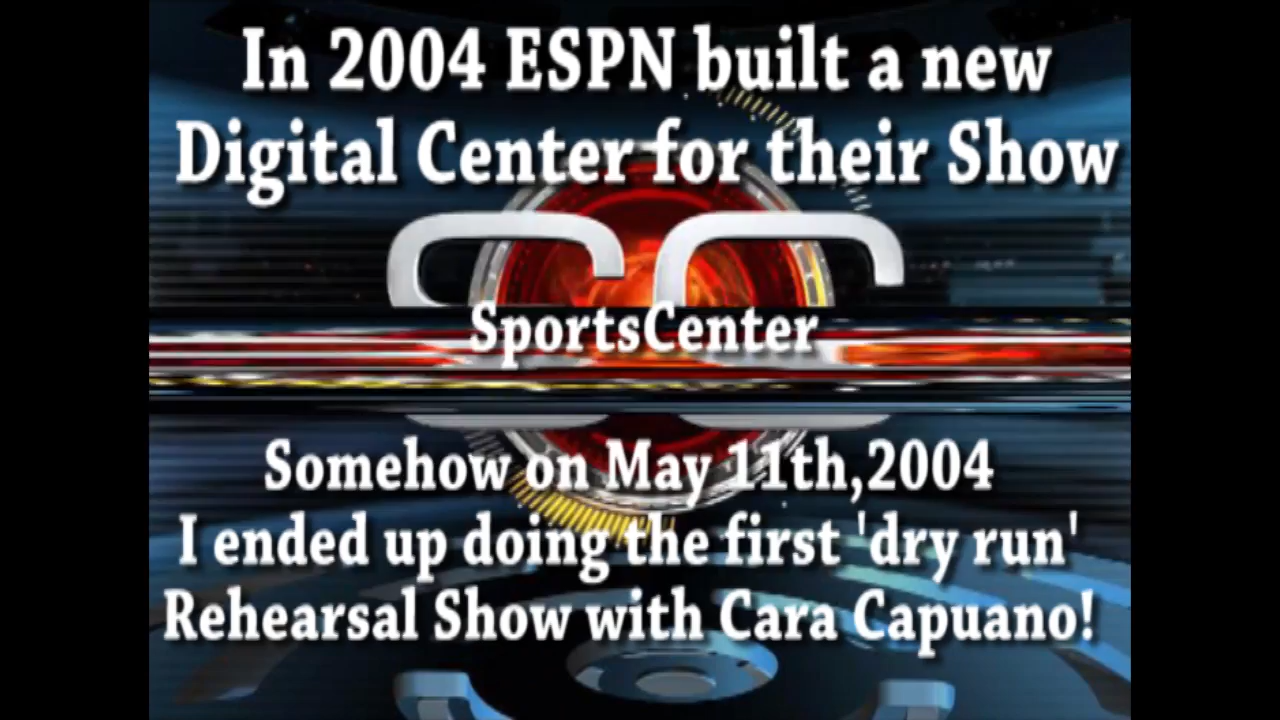 In 2004 ESPN built a new
Digital Center for their Show
SC
SportsCenter
Somehow on May 11th,2004
I ended up doing the first 'dry run'
Rehearsal Show with Cara Capuano!